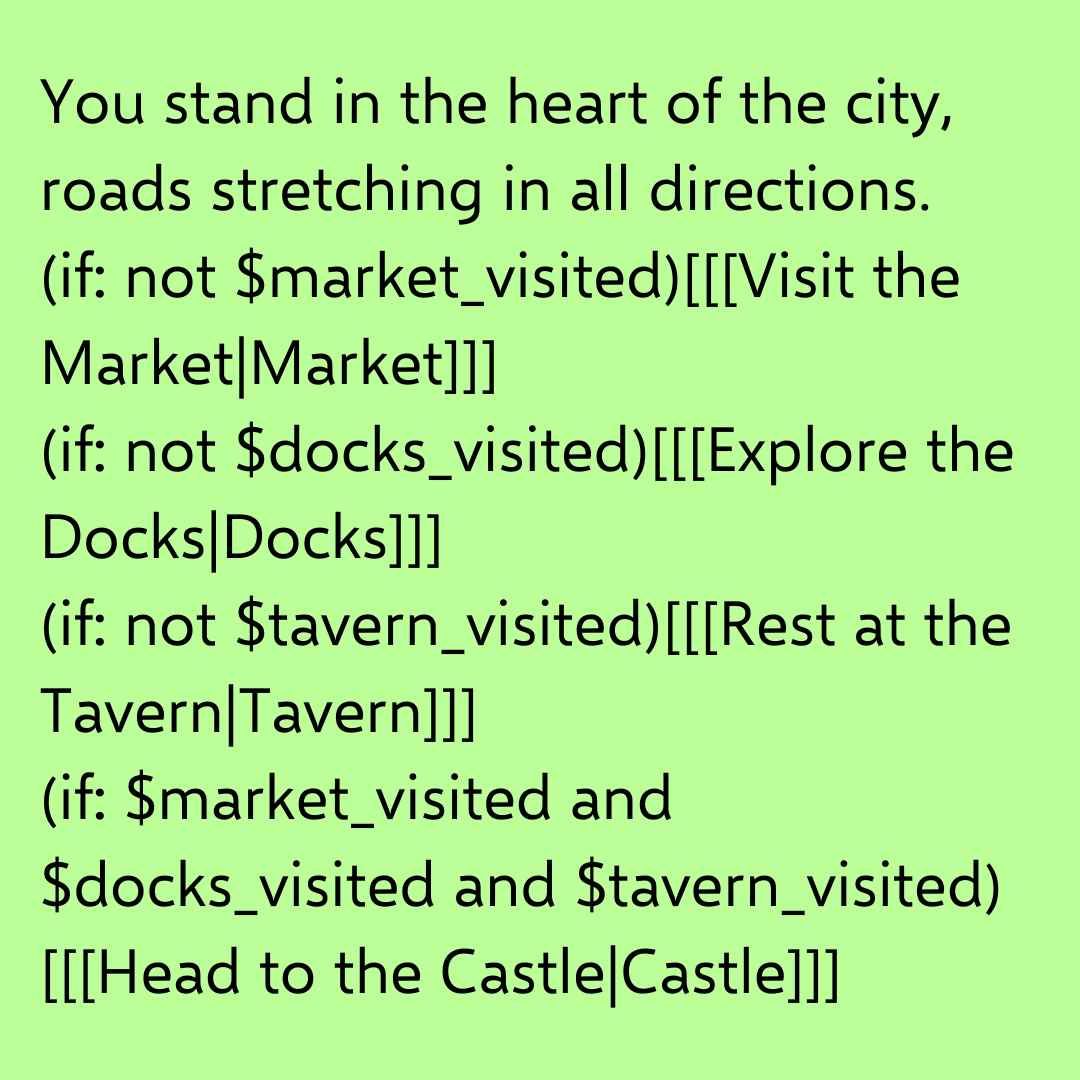 You stand in the heart of the city,
roads stretching in all directions.
(if: not $market_visited)[[[Visit the
Market|Market]]]
(if: not $docks_visited)[[[Explore the
Docks|Docks]]]
(if: not $tavern_visited)[[[Rest at the
Tavern|Tavern]]]
(if: $market_visited and
$docks_visited and $tavern_visited)
[[[Head to the Castle|Castle]]]